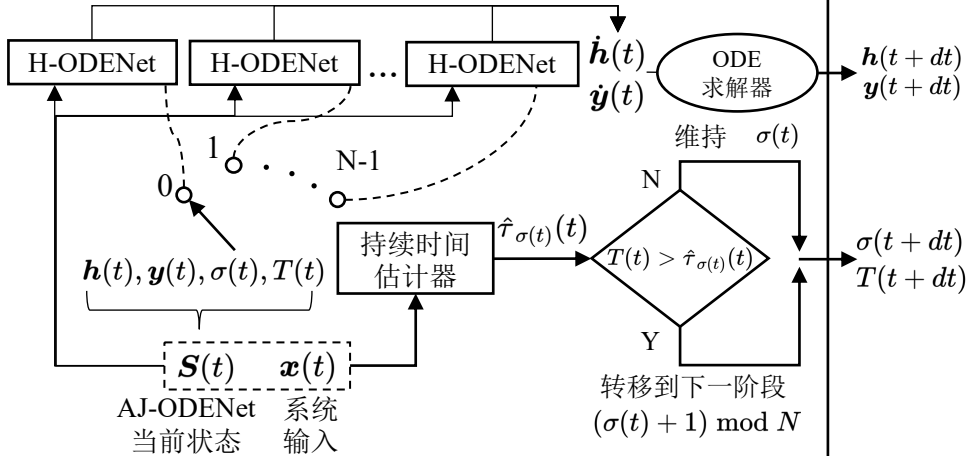 H-ODENet
H-ODENet
...
H-ODENet
ḣ(t)
ẏ(t)
ODE
求解器
h(t + dt)
y(t + dt)
0
1
N-1
维持 σ(t)
N
持续时间
估计器
τ̂σ(t)(t)
T(t) > τ̂σ(t)(t)
σ(t + dt)
T(t + dt)
h(t), y(t), σ(t), T(t)
Y
S(t) x(t)
AJ-ODENet
当前状态
系统
输入
转移到下一阶段
(σ(t) + 1) mod N